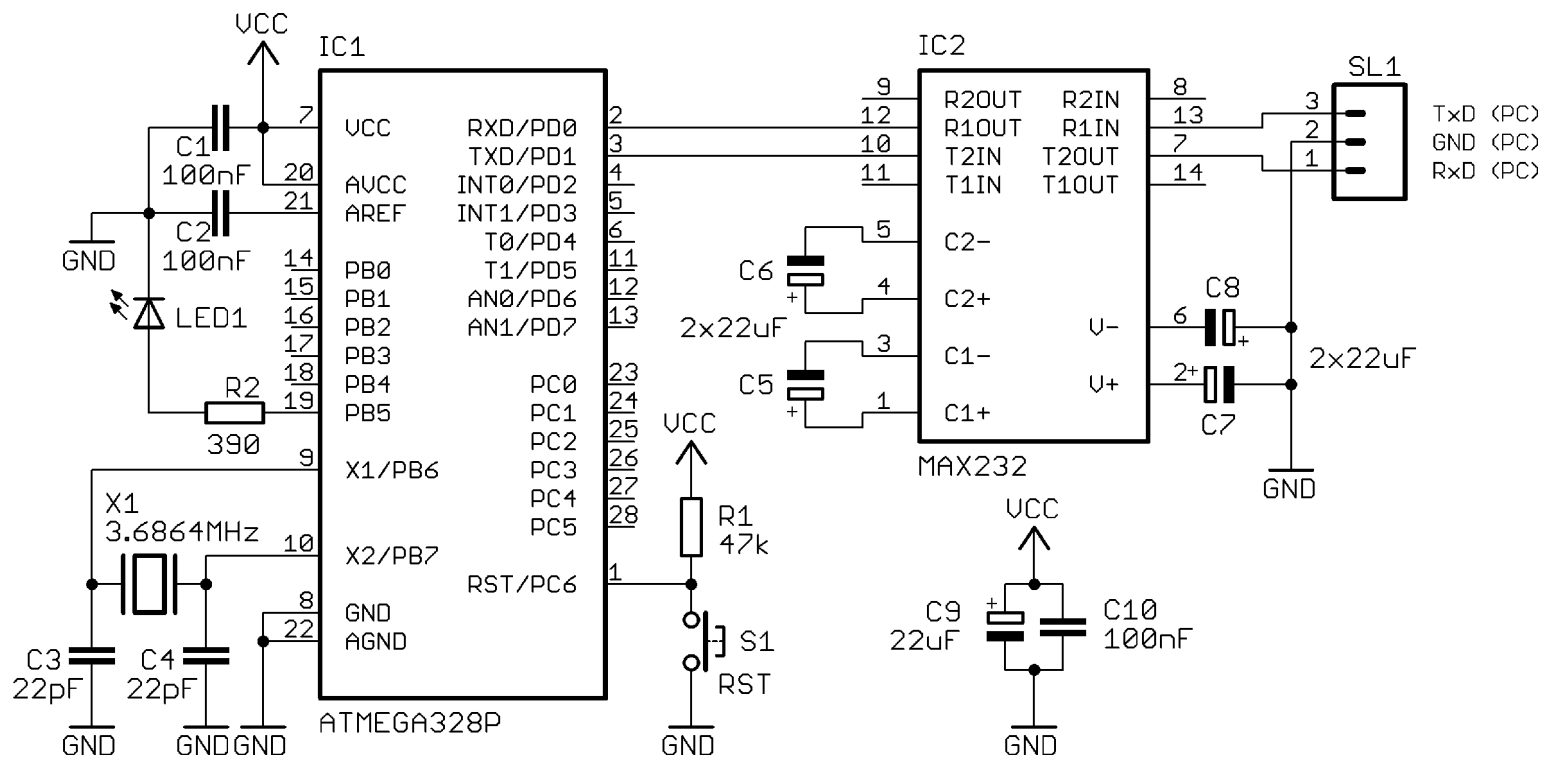 VCC
IC1
7 VCC
C1
100nF
20 AVCC
21 AREF
C2
100nF
GND
14 PB0
15 PB1
LED1
16 PB2
17 PB3
18 PB4
R2
19 PB5
390
9 X1/PB6
X1
3.6864MHz
10 X2/PB7
8 GND
22 AGND
C3
22pF
C4
22pF
GND
GND
GND
ATMEGA328P
RXD/PD0 2
TXD/PD1 3
INT0/PD2 4
INT1/PD3 5
T0/PD4 6
T1/PD5 11
AN0/PD6 12
AN1/PD7 13
PC0 23
PC1 24
PC2 25
PC3 26
PC4 27
PC5 28
RST/PC6 1
VCC
R1
47k
S1
RST
GND
IC2
9 R2OUT
12 R1OUT
10 T2IN
11 T1IN
5 C2-
C6
4 C2+
+
2x22uF
3 C1-
C5
1 C1+
+
MAX232
R2IN 8
R1IN 13
T2OUT 7
T1OUT 14
V- 6
C8
+
2x22uF
V+ 2
+
C7
GND
SL1
3 TxD (PC)
2 GND (PC)
1 RxD (PC)
VCC
+
C9
22uF
C10
100nF
GND